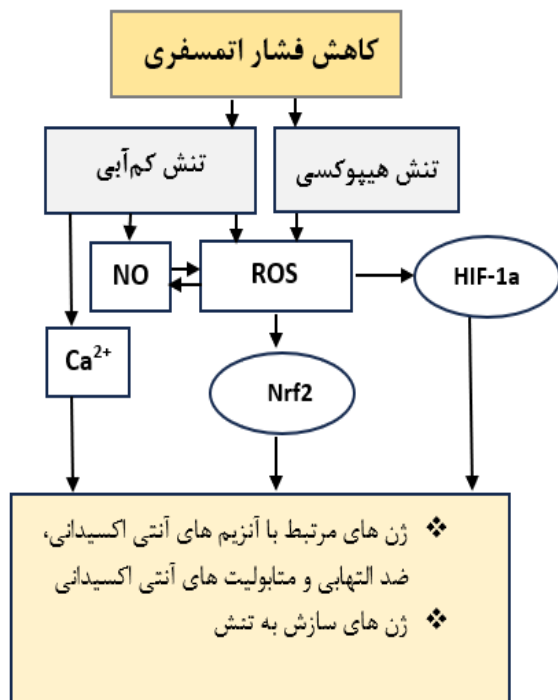 کاهش فشار اتمسفری
تنش کم‌آبی
تنش هیپوکسی
NO
ROS
HIF-1a
Ca²⁺
Nrf2
❖ ژن های مرتبط با آنزیم های آنتی اکسیدانی،
ضد التهابی و متابولیت های آنتی اکسیدانی
❖ ژن های سازش به تنش